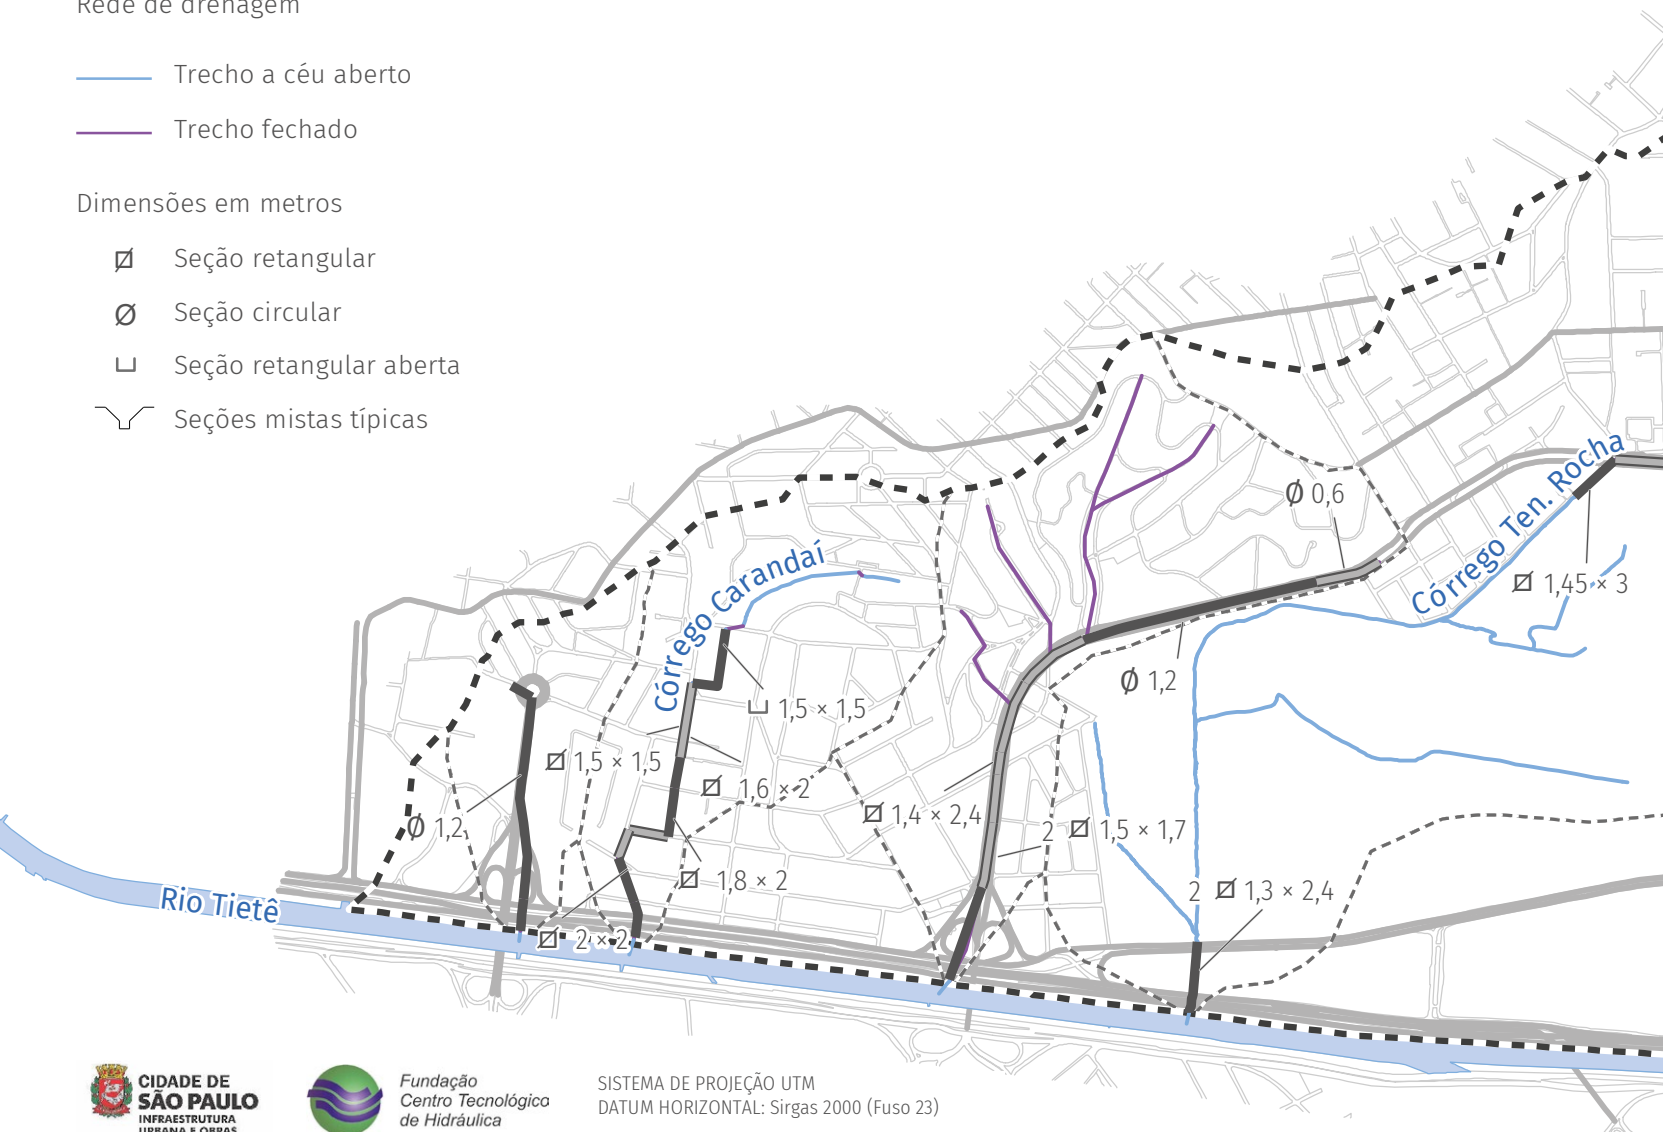 Rede de drenagem
Trecho a céu aberto
Trecho fechado
Dimensões em metros
Seção retangular
Seção circular
Seção retangular aberta
Seções mistas típicas
Ø 0,6
Córrego Ten. Rocha
1,45 × 3
Córrego Carandaí
Ø 1,2
1,5 × 1,5
1,5 × 1,5
1,6 × 2
1,4 × 2,4
Ø 1,2
2 1,5 × 1,7
1,8 × 2
2 1,3 × 2,4
Rio Tietê
2 × 2
CIDADE DE
SÃO PAULO
INFRAESTRUTURA
URBANA E OBRAS
Fundação
Centro Tecnológico
de Hidráulica
SISTEMA DE PROJEÇÃO UTM
DATUM HORIZONTAL: Sirgas 2000 (Fuso 23)